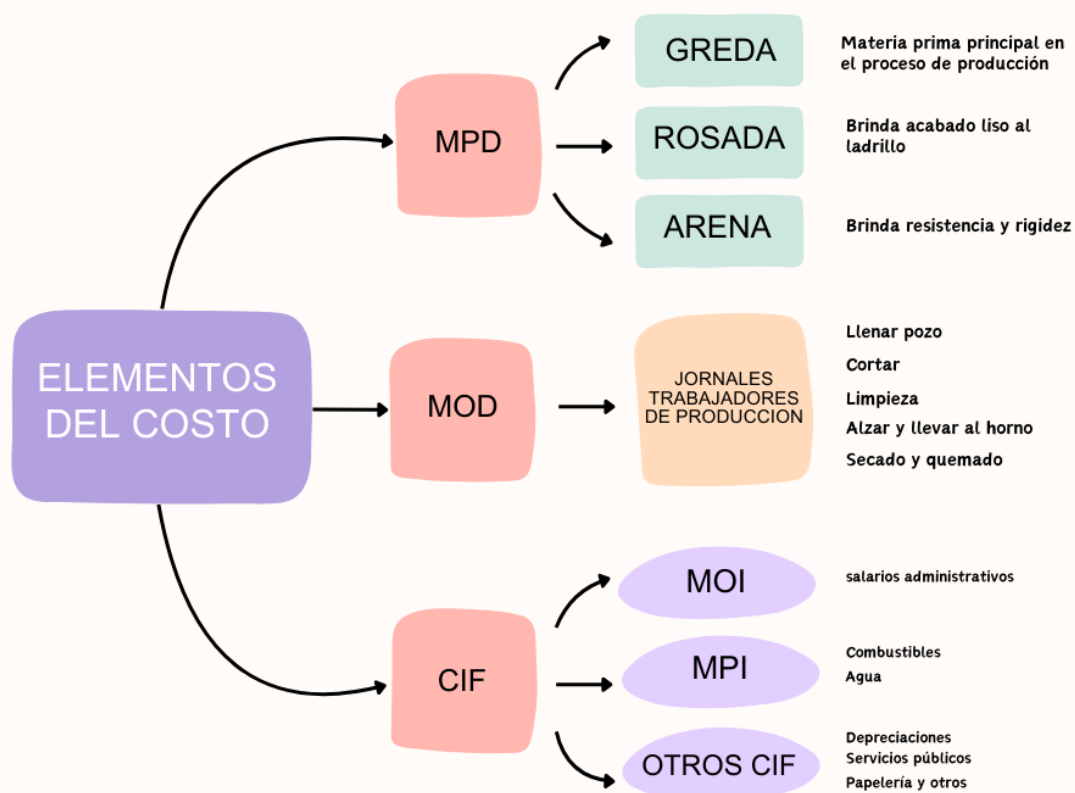 ELEMENTOS
DEL COSTO
MPD
GREDA
Materia prima principal en
el proceso de producción
ROSADA
Brinda acabado liso al
ladrillo
ARENA
Brinda resistencia y rigidez
MOD
JORNALES
TRABAJADORES
DE PRODUCCION
Llenar pozo
Cortar
Limpieza
Alzar y llevar al horno
Secado y quemado
CIF
MOI
salarios administrativos
MPI
Combustibles
Agua
OTROS CIF
Depreciaciones
Servicios públicos
Papelería y otros